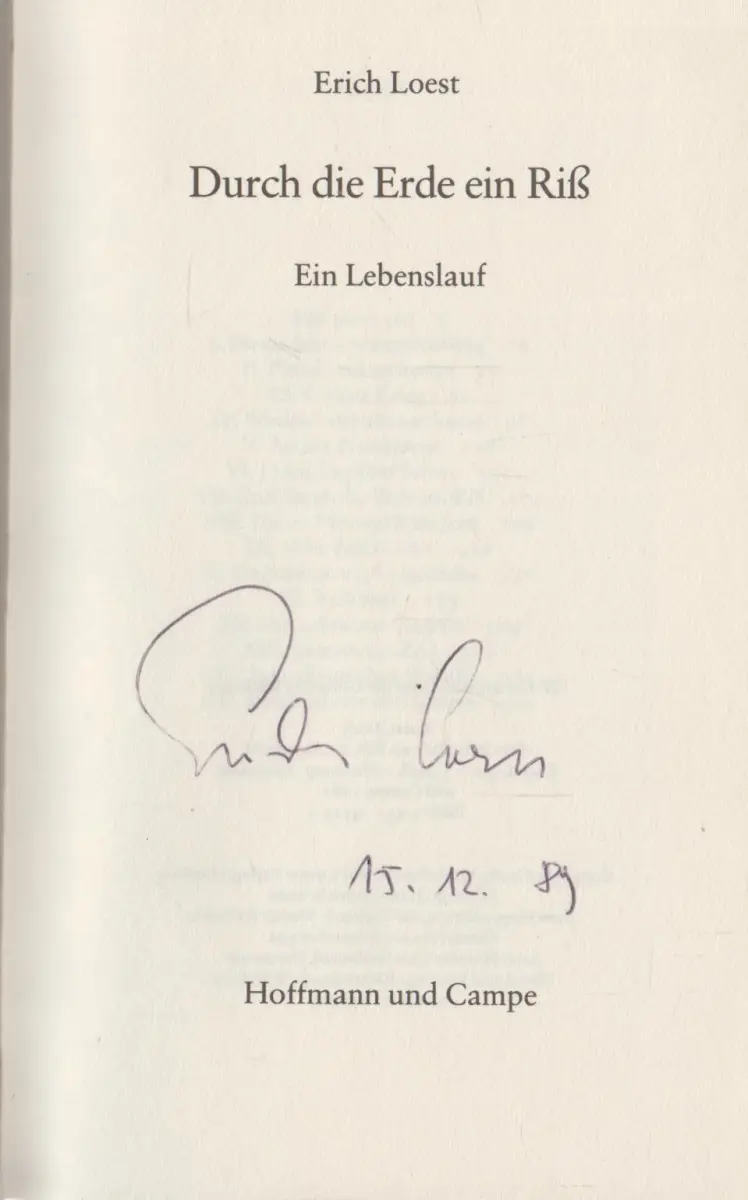 Erich Loest
Durch die Erde ein Riß
Ein Lebenslauf
15. 12. 89
Hoffmann und Campe